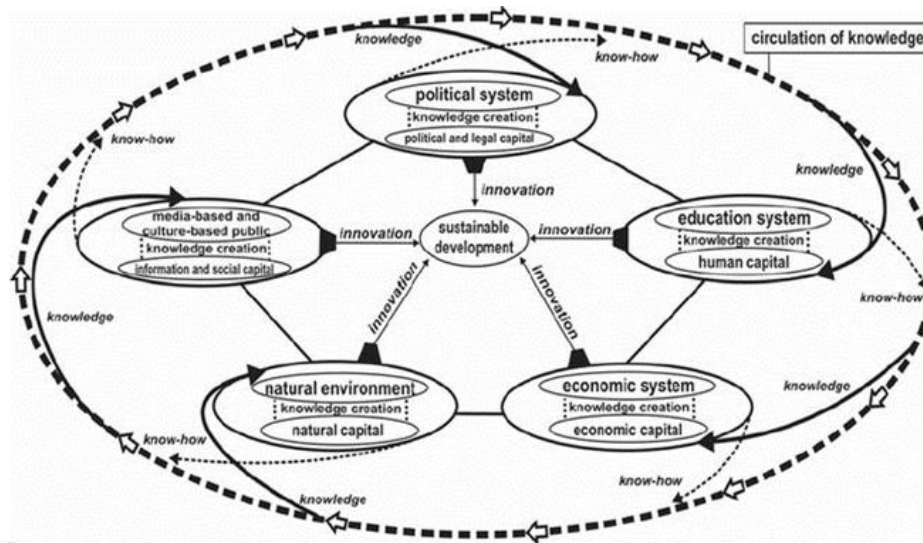 knowledge
know-how
circulation of knowledge
political system
knowledge creation
political and legal capital
know-how
knowledge
innovation
media-based and
culture-based public
knowledge creation
information and social capital
innovation
sustainable
development
innovation
education system
knowledge creation
human capital
know-how
knowledge
innovation
innovation
natural environment
knowledge creation
natural capital
economic system
knowledge creation
economic capital
knowledge
know-how
know-how
knowledge